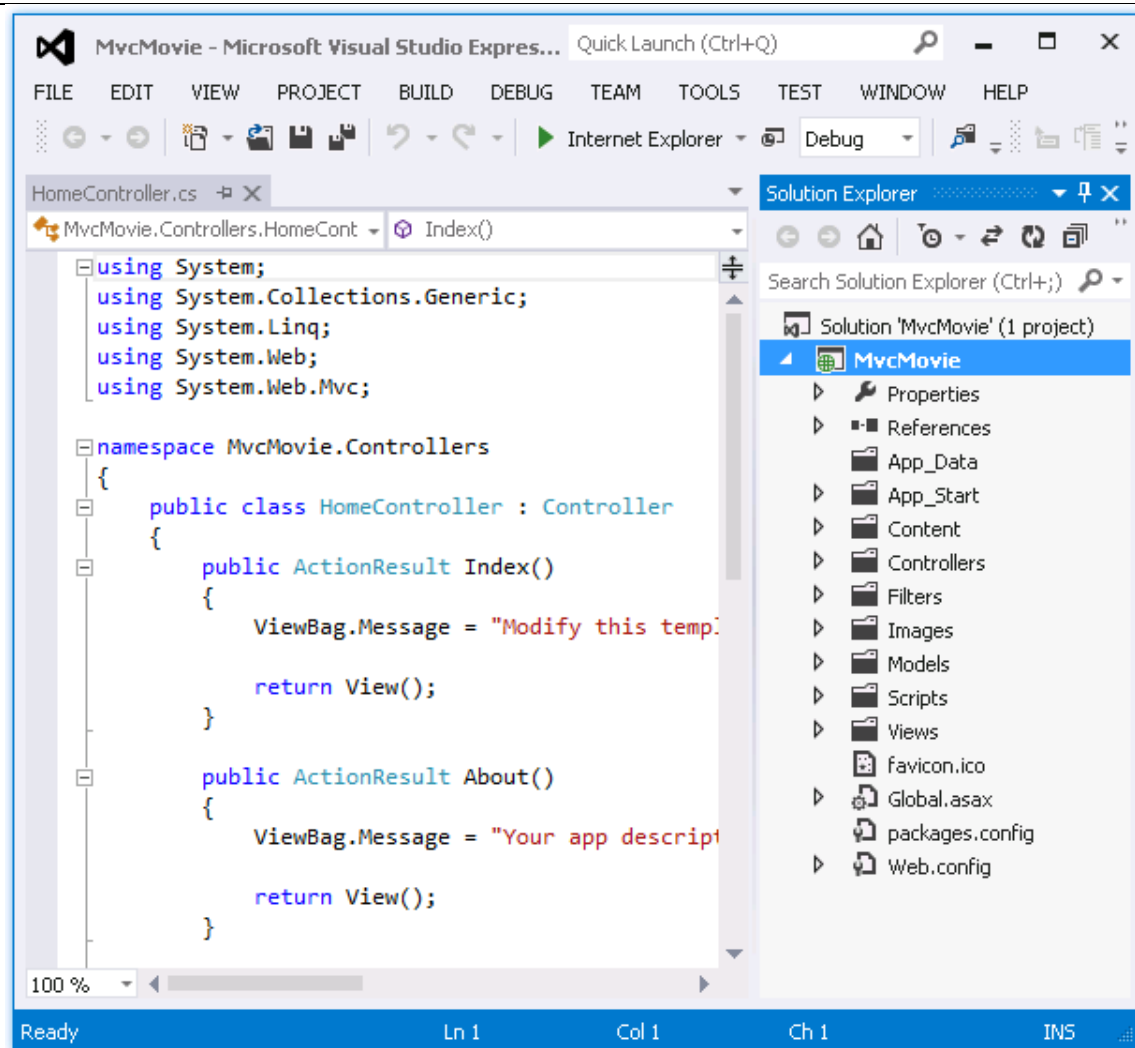 MvcMovie - Microsoft Visual Studio Expres...
Quick Launch (Ctrl+Q)
FILE EDIT VIEW PROJECT BUILD DEBUG TEAM TOOLS TEST WINDOW HELP
Internet Explorer Debug
HomeController.cs
MvcMovie.Controllers.HomeCont Index()
using System;
using System.Collections.Generic;
using System.Linq;
using System.Web;
using System.Web.Mvc;
namespace MvcMovie.Controllers
{
public class HomeController : Controller
{
public ActionResult Index()
{
ViewBag.Message = "Modify this templ
return View();
}
public ActionResult About()
{
ViewBag.Message = "Your app descript
return View();
}
100 %
Solution Explorer
Search Solution Explorer (Ctrl+;)
Solution 'MvcMovie' (1 project)
MvcMovie
Properties
References
App_Data
App_Start
Content
Controllers
Filters
Images
Models
Scripts
Views
favicon.ico
Global.asax
packages.config
Web.config
Ready Ln 1 Col 1 Ch 1 INS